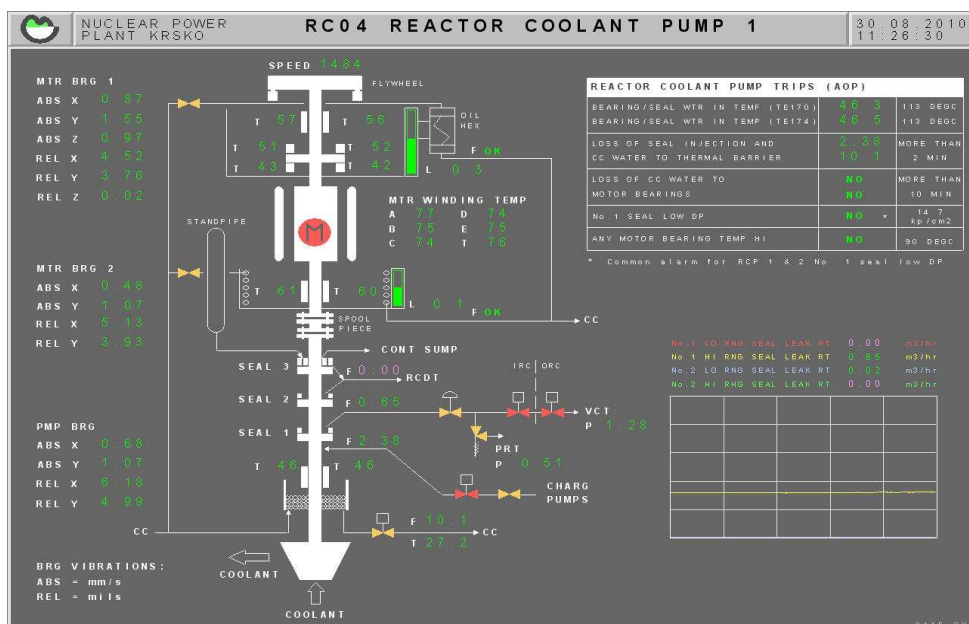 NUCLEAR POWER
PLANT KRSKO
RC04 REACTOR COOLANT PUMP 1
30.08.2010
11:26:30
SPEED 1484
FLYWHEEL
MTR BRG 1
ABS X 0.87
ABS Y 1.55
ABS Z 0.97
REL X 4.52
REL Y 3.76
REL Z 0.02
T 57 T 56
T 51 T 52
T 43 T 42
OIL
HEX
F OK
L 0.3
STANDPIPE
M
MTR WINDING TEMP
A 77 D 74
B 75 E 75
C 74 T 76
MTR BRG 2
ABS X 0.48
ABS Y 1.07
REL X 5.13
REL Y 3.93
T 61 T 60
L 0.1
F OK
CC
SPOOL
PIECE
CONT SUMP
SEAL 3
F 0.00
RCDT
SEAL 2
F 0.65
IRC ORC
VCT
P 1.28
SEAL 1
F 2.38
PRT
P 0.51
PMP BRG
ABS X 0.68
ABS Y 1.07
REL X 6.18
REL Y 4.99
T 46 T 46
CHARG
PUMPS
CC
F 10.1
CC
T 27.2
BRG VIBRATIONS:
ABS = mm/s
REL = mils
COOLANT
COOLANT
REACTOR COOLANT PUMP TRIPS (AOP)
BEARING/SEAL WTR IN TEMP (TE170) 46.3 113 DEGC
BEARING/SEAL WTR IN TEMP (TE174) 46.5 113 DEGC
LOSS OF SEAL INJECTION AND 2.38 MORE THAN
CC WATER TO THERMAL BARRIER 10.1 2 MIN
LOSS OF CC WATER TO NO MORE THAN
MOTOR BEARINGS NO 10 MIN
No.1 SEAL LOW DP NO * 14.7 kp/cm2
ANY MOTOR BEARING TEMP HI NO 90 DEGC
* Common alarm for RCP 1 & 2 No. 1 seal low DP
No.1 LO RNG SEAL LEAK RT 0.00 m3/hr
No.1 HI RNG SEAL LEAK RT 0.65 m3/hr
No.2 LO RNG SEAL LEAK RT 0.02 m3/hr
No.2 HI RHG SEAL LEAK RT 0.00 m3/hr